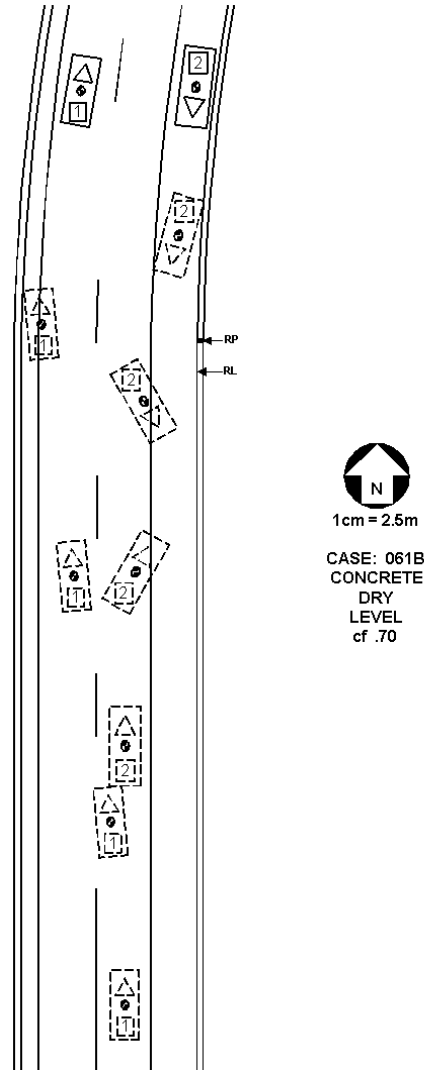 2
1
2
1
RP
2
RL
N
1cm = 2.5m
CASE: 061B
CONCRETE
DRY
LEVEL
cf .70
1
2
2
1
1